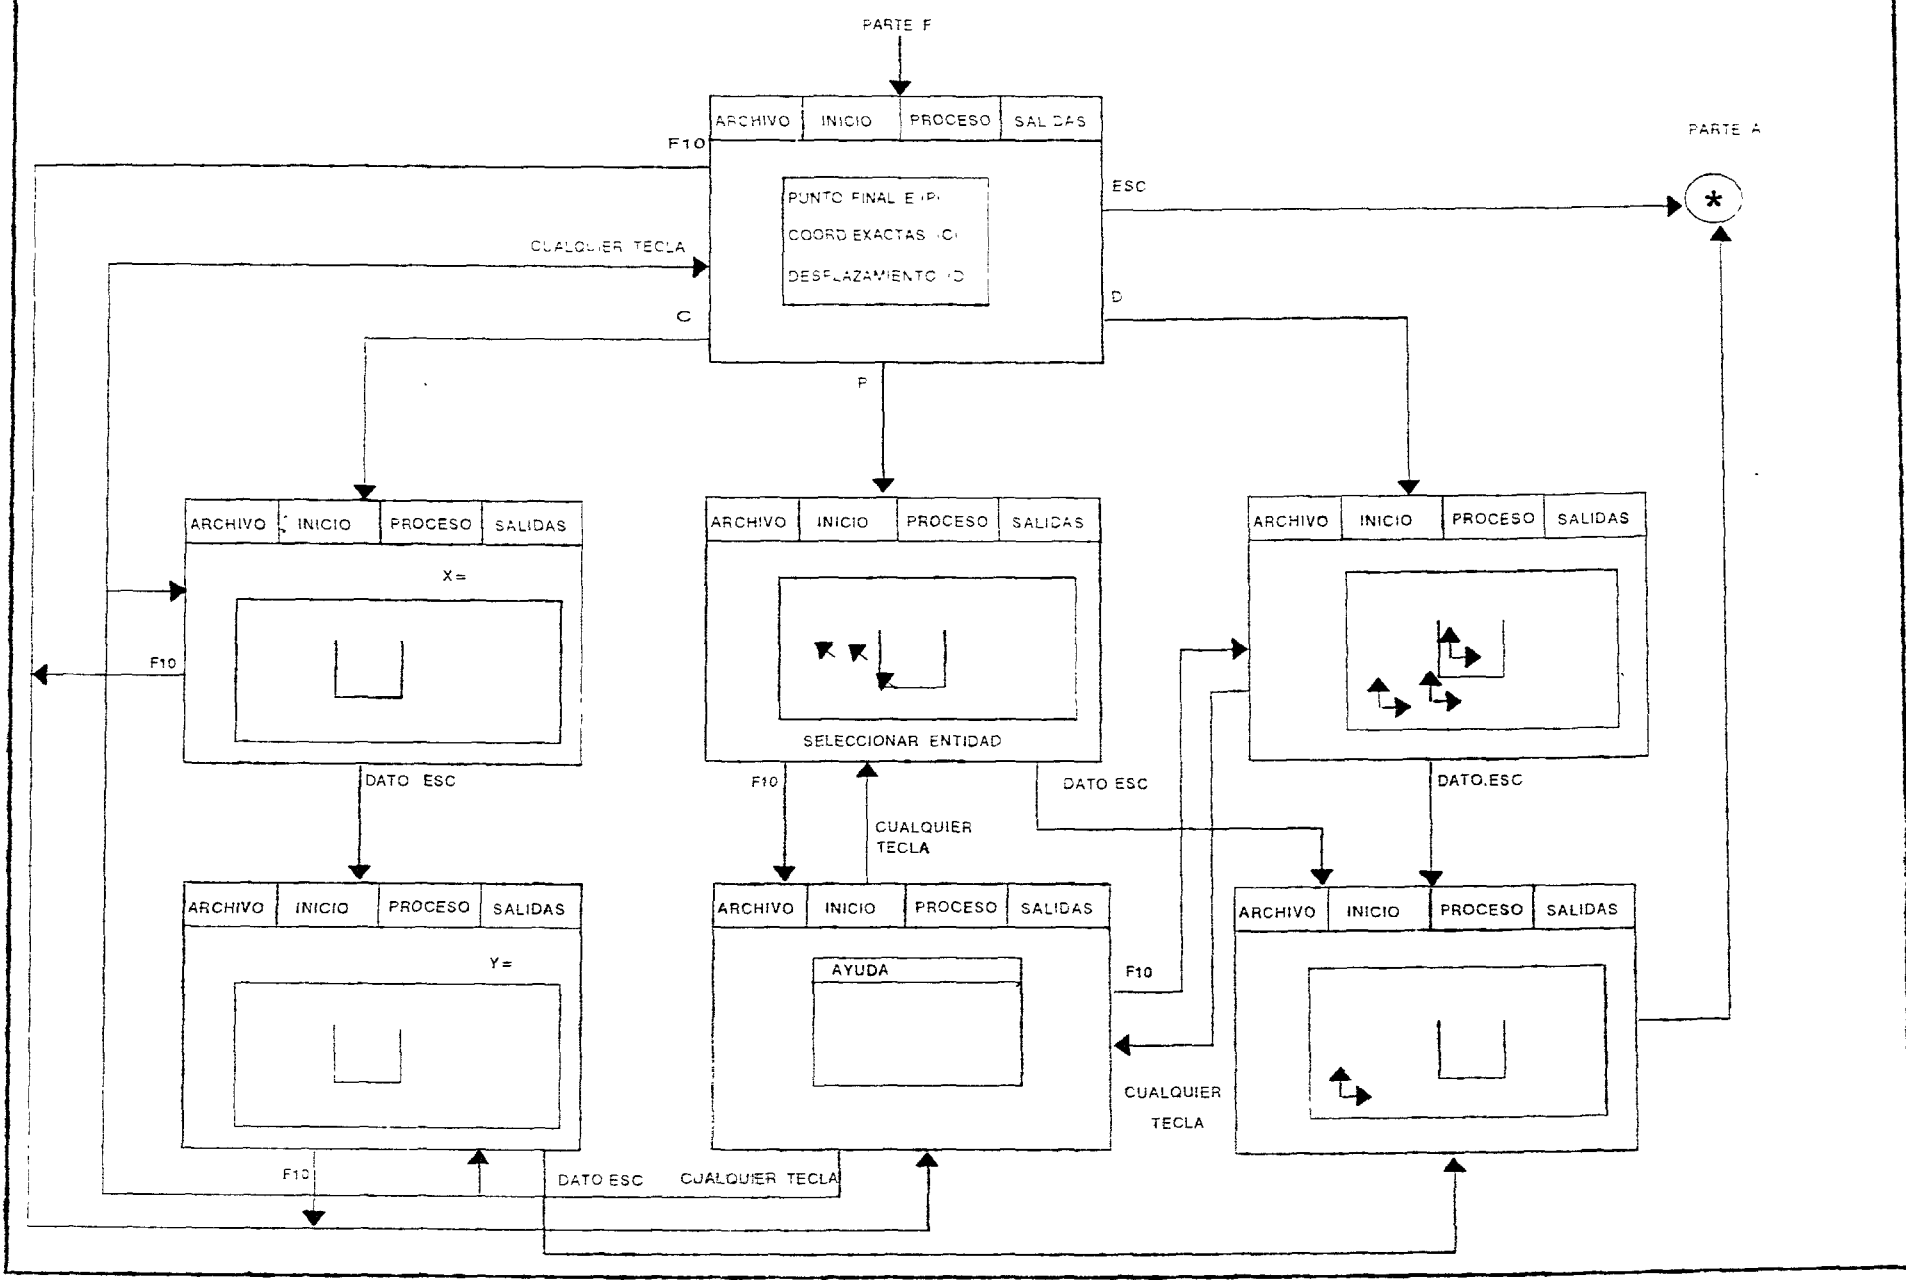 PARTE F
ARCHIVO INICIO PROCESO SALIDAS
PARTE A
F10
ESC
*
PUNTO FINAL E (P)
COORD EXACTAS (C)
CUALQUIER TECLA
DESPLAZAMIENTO (D
D
C
P
ARCHIVO INICIO PROCESO SALIDAS
ARCHIVO INICIO PROCESO SALIDAS
ARCHIVO INICIO PROCESO SALIDAS
X=
F10
SELECCIONAR ENTIDAD
DATO ESC
F10
DATO ESC
DATO.ESC
CUALQUIER
TECLA
ARCHIVO INICIO PROCESO SALIDAS
ARCHIVO INICIO PROCESO SALIDAS
ARCHIVO INICIO PROCESO SALIDAS
Y=
AYUDA
F10
CUALQUIER
TECLA
F10
DATO ESC
CUALQUIER TECLA